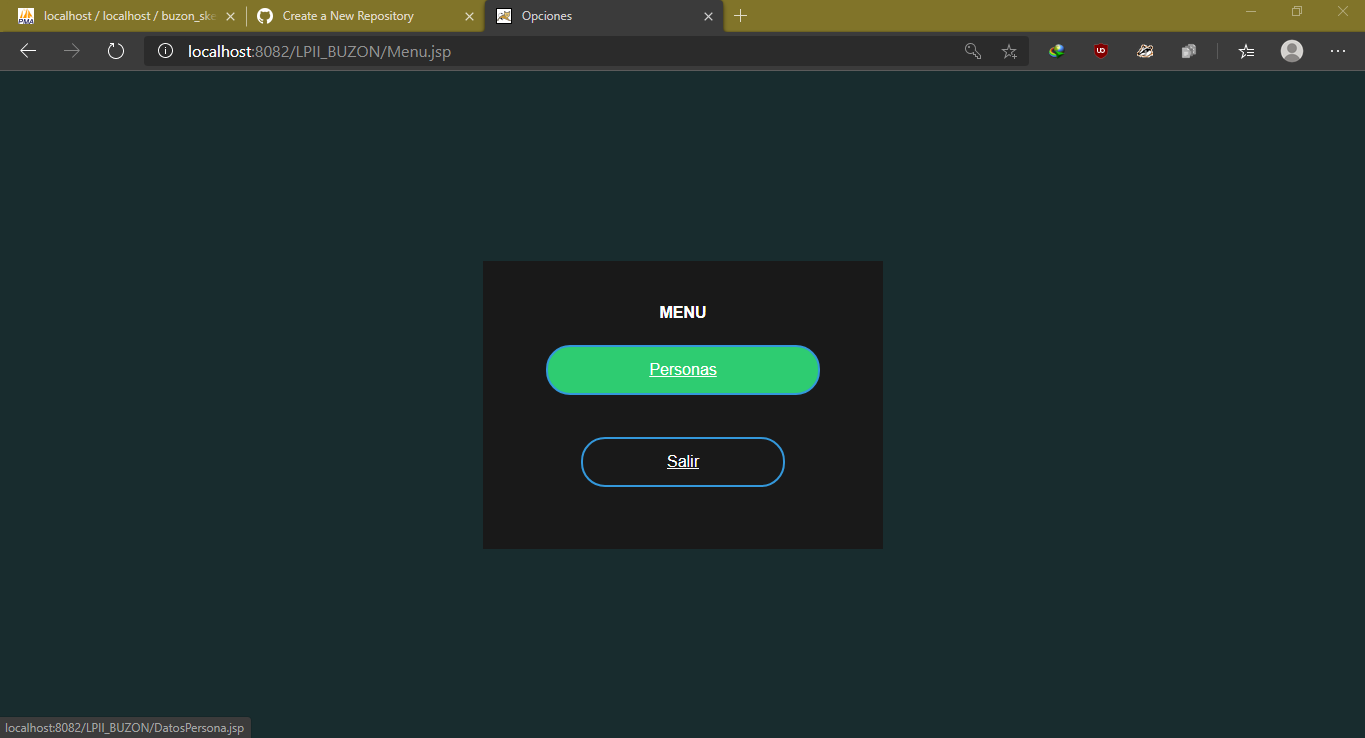 localhost / localhost / buzon_ske
Create a New Repository
Opciones
localhost:8082/LPII_BUZON/Menu.jsp
MENU
Personas
Salir
localhost:8082/LPII_BUZON/DatosPersona.jsp